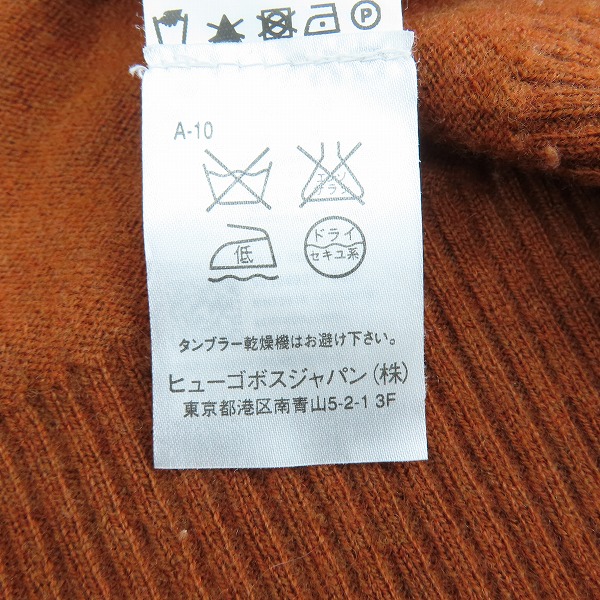 P
A-10
エンソ
サラシ
低
ドライ
セキユ系
タンブラー乾燥機はお避け下さい。
ヒューゴボスジャパン(株)
東京都港区南青山5-2-1 3F